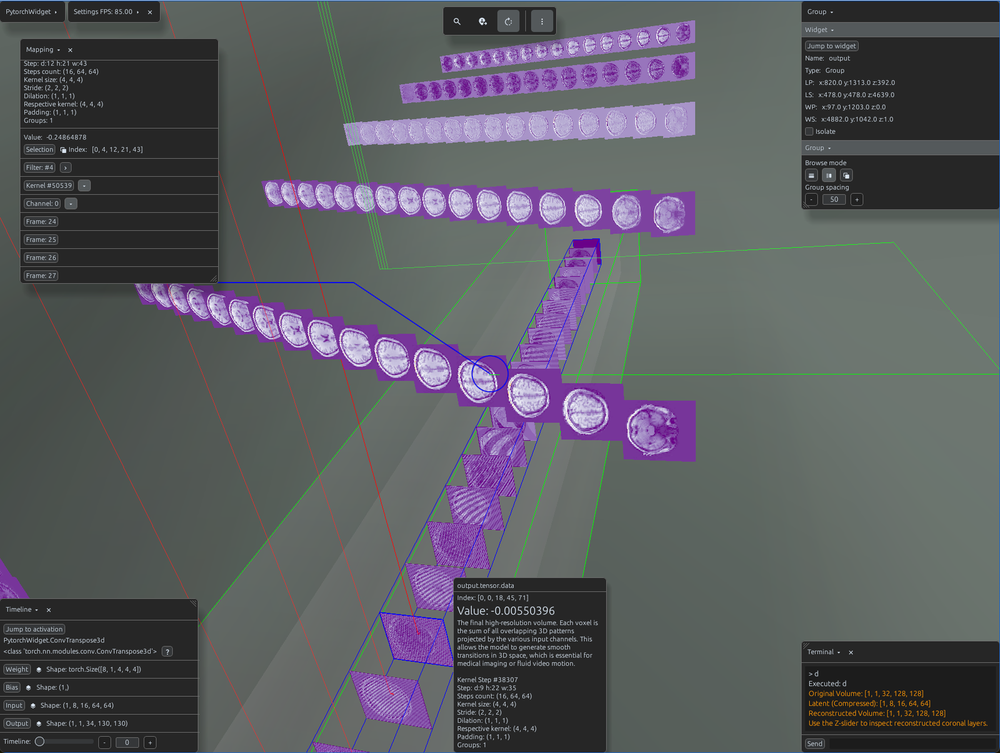 PytorchWidget
Settings FPS: 85.00
Mapping
Step: d:12 h:21 w:43
Steps count: (16, 64, 64)
Kernel size: (4, 4, 4)
Stride: (2, 2, 2)
Dilation: (1, 1, 1)
Respective kernel: (4, 4, 4)
Padding: (1, 1, 1)
Groups: 1
Value: -0.24864878
Selection Index: [0, 4, 12, 21, 43]
Filter: #4
Kernel #50539
Channel: 0
Frame: 24
Frame: 25
Frame: 26
Frame: 27
Group
Widget
Jump to widget
Name: output
Type: Group
LP: x:820.0 y:1313.0 z:392.0
LS: x:478.0 y:478.0 z:4639.0
WP: x:97.0 y:1203.0 z:0.0
WS: x:4882.0 y:1042.0 z:1.0
Isolate
Group
Browse mode
Group spacing
- 50 +
Timeline
Jump to activation
PytorchWidget.ConvTranspose3d
<class 'torch.nn.modules.conv.ConvTranspose3d'> ?
Weight Shape: torch.Size([8, 1, 4, 4, 4])
Bias Shape: (1,)
Input Shape: (1, 8, 16, 64, 64)
Output Shape: (1, 1, 34, 130, 130)
Timeline: - 0 +
output.tensor.data
Index: [0, 0, 18, 45, 71]
Value: -0.00550396
The final high-resolution volume. Each voxel is
the sum of all overlapping 3D patterns
projected by the various input channels. This
allows the model to generate smooth
transitions in 3D space, which is essential for
medical imaging or fluid video motion.
Kernel Step #38307
Step: d:9 h:22 w:35
Steps count: (16, 64, 64)
Kernel size: (4, 4, 4)
Stride: (2, 2, 2)
Dilation: (1, 1, 1)
Respective kernel: (4, 4, 4)
Padding: (1, 1, 1)
Groups: 1
Terminal
> d
Executed: d
Original Volume: [1, 1, 32, 128, 128]
Latent (Compressed): [1, 8, 16, 64, 64]
Reconstructed Volume: [1, 1, 32, 128, 128]
Use the Z-slider to inspect reconstructed coronal layers.
Send